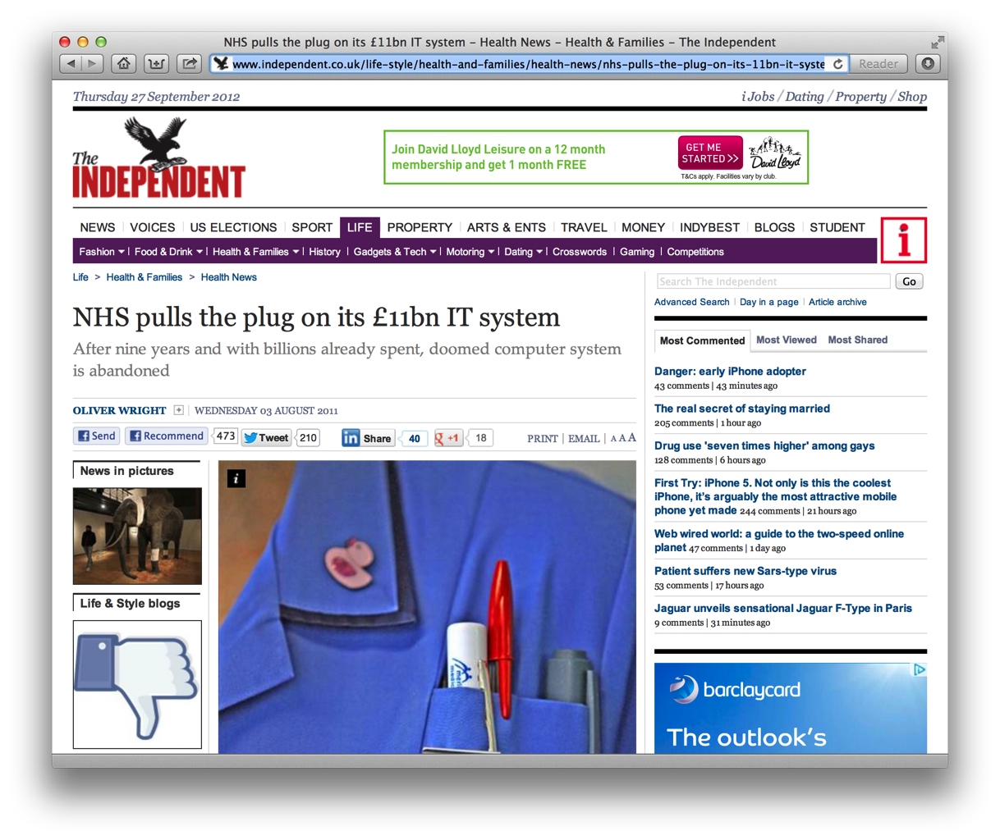 NHS pulls the plug on its £11bn IT system – Health News – Health & Families – The Independent
www.independent.co.uk/life-style/health-and-families/health-news/nhs-pulls-the-plug-on-its-11bn-it-syste
Reader
Thursday 27 September 2012
i Jobs / Dating / Property / Shop
The
INDEPENDENT
Join David Lloyd Leisure on a 12 month
membership and get 1 month FREE
GET ME
STARTED >>
David Lloyd
T&Cs apply. Facilities vary by club.
NEWS | VOICES | US ELECTIONS | SPORT LIFE PROPERTY | ARTS & ENTS | TRAVEL | MONEY | INDYBEST | BLOGS | STUDENT
i
Fashion | Food & Drink | Health & Families | History | Gadgets & Tech | Motoring | Dating | Crosswords | Gaming | Competitions
Life > Health & Families > Health News
NHS pulls the plug on its £11bn IT system
After nine years and with billions already spent, doomed computer system
is abandoned
OLIVER WRIGHT + | WEDNESDAY 03 AUGUST 2011
Send Recommend 473 Tweet 210 in Share 40 g +1 18 PRINT | EMAIL | A A A
News in pictures
Life & Style blogs
i
Search The Independent Go
Advanced Search | Day in a page | Article archive
Most Commented Most Viewed Most Shared
Danger: early iPhone adopter
43 comments | 43 minutes ago
The real secret of staying married
205 comments | 1 hour ago
Drug use 'seven times higher' among gays
128 comments | 6 hours ago
First Try: iPhone 5. Not only is this the coolest
iPhone, it's arguably the most attractive mobile
phone yet made 244 comments | 21 hours ago
Web wired world: a guide to the two-speed online
planet 47 comments | 1 day ago
Patient suffers new Sars-type virus
53 comments | 17 hours ago
Jaguar unveils sensational Jaguar F-Type in Paris
9 comments | 31 minutes ago
barclaycard
The outlook's